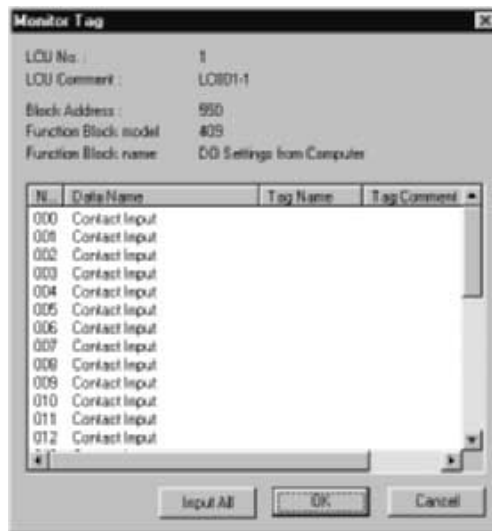 Monitor Tag
LCU No. : 1
LCU Comment : LC001-1
Block Address : 950
Function Block model 409
Function Block name DO Settings from Computer
N... Data Name Tag Name Tag Comment
000 Contact Input
001 Contact Input
002 Contact Input
003 Contact Input
004 Contact Input
005 Contact Input
006 Contact Input
007 Contact Input
008 Contact Input
009 Contact Input
010 Contact Input
011 Contact Input
012 Contact Input
Input All OK Cancel